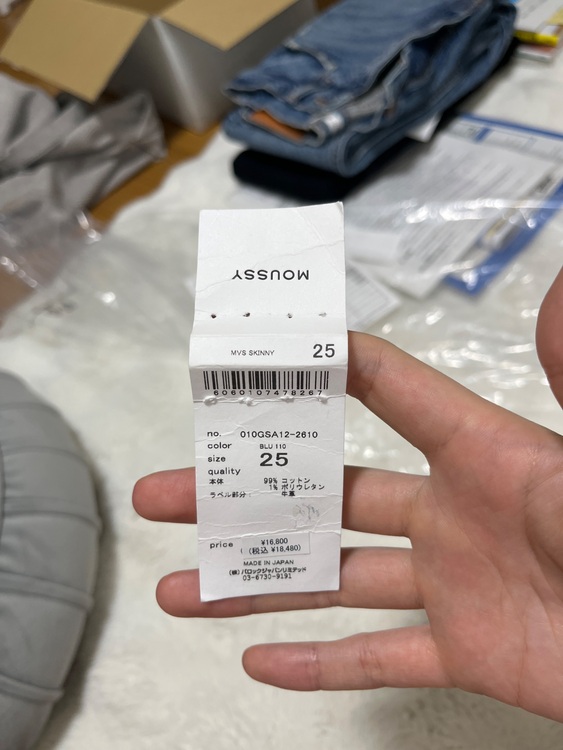 MOUSSY
MVS SKINNY 25
6060107478267
no. 010GSA12-2610
color BLU 110
size 25
quality
本体 99% コットン
1% ポリウレタン
ラベル部分 牛革
price ¥16,800
(税込 ¥18,480)
MADE IN JAPAN
(株)バロックジャパンリミテッド
03-6730-9191